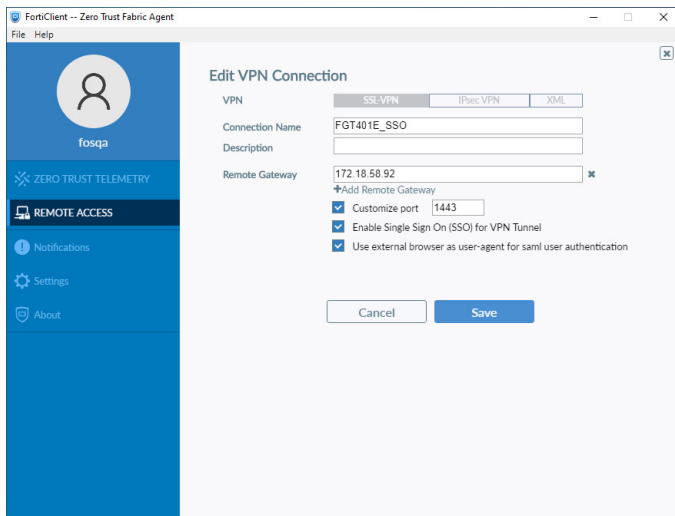 FortiClient -- Zero Trust Fabric Agent
File Help
fosqa
ZERO TRUST TELEMETRY
REMOTE ACCESS
Notifications
Settings
About
Edit VPN Connection
VPN SSL-VPN IPsec VPN XML
Connection Name FGT401E_SSO
Description
Remote Gateway 172.18.58.92
+Add Remote Gateway
Customize port 1443
Enable Single Sign On (SSO) for VPN Tunnel
Use external browser as user-agent for saml user authentication
Cancel Save